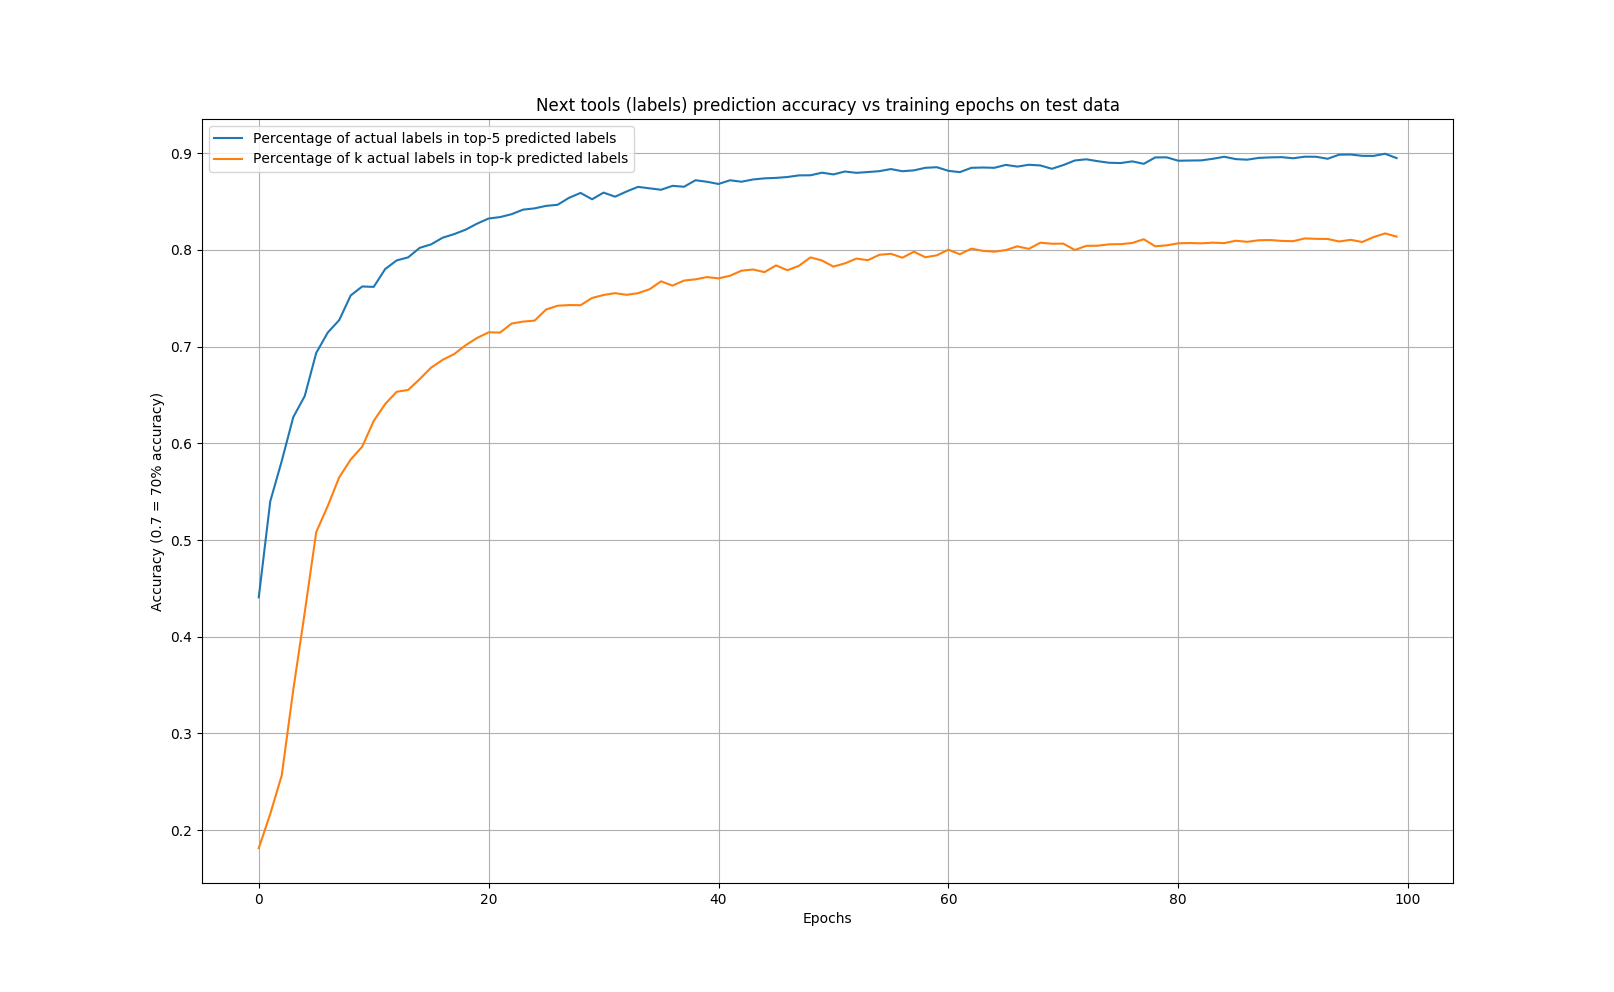 Next tools (labels) prediction accuracy vs training epochs on test data
Percentage of actual labels in top-5 predicted labels
Percentage of k actual labels in top-k predicted labels
Accuracy (0.7 = 70% accuracy)
0.9
0.8
0.7
0.6
0.5
0.4
0.3
0.2
0 20 40 60 80 100
Epochs